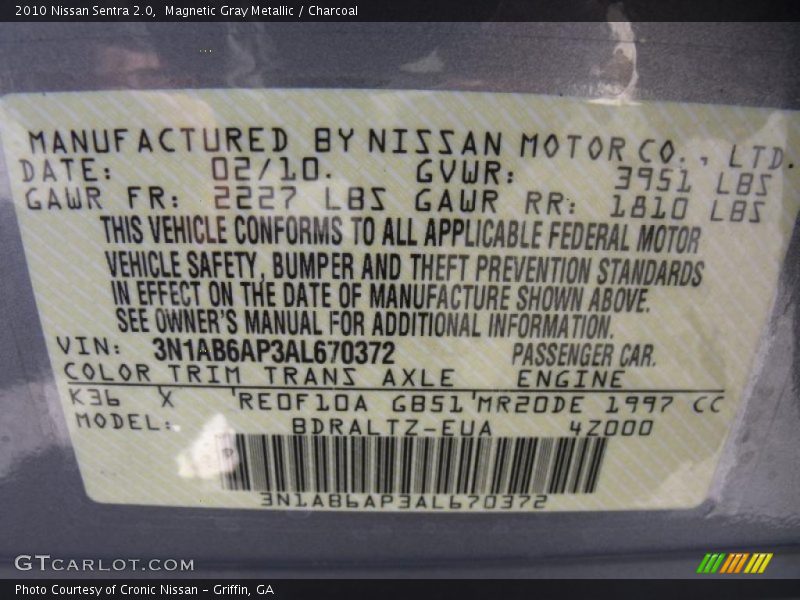 2010 Nissan Sentra 2.0,  Magnetic Gray Metallic / Charcoal
MANUFACTURED BY NISSAN MOTOR CO., LTD.
DATE: 02/10. GVWR: 3951 LBS
GAWR FR: 2227 LBS GAWR RR: 1810 LBS
THIS VEHICLE CONFORMS TO ALL APPLICABLE FEDERAL MOTOR
VEHICLE SAFETY, BUMPER AND THEFT PREVENTION STANDARDS
IN EFFECT ON THE DATE OF MANUFACTURE SHOWN ABOVE.
SEE OWNER'S MANUAL FOR ADDITIONAL INFORMATION.
VIN: 3N1AB6AP3AL670372 PASSENGER CAR.
COLOR TRIM TRANS AXLE ENGINE
K36 X RE0F10A GB51 MR20DE 1997 CC
MODEL: BDRALTZ-EUA 4Z000
3N1AB6AP3AL670372
GTCARLOT.COM
Photo Courtesy of Cronic Nissan - Griffin, GA